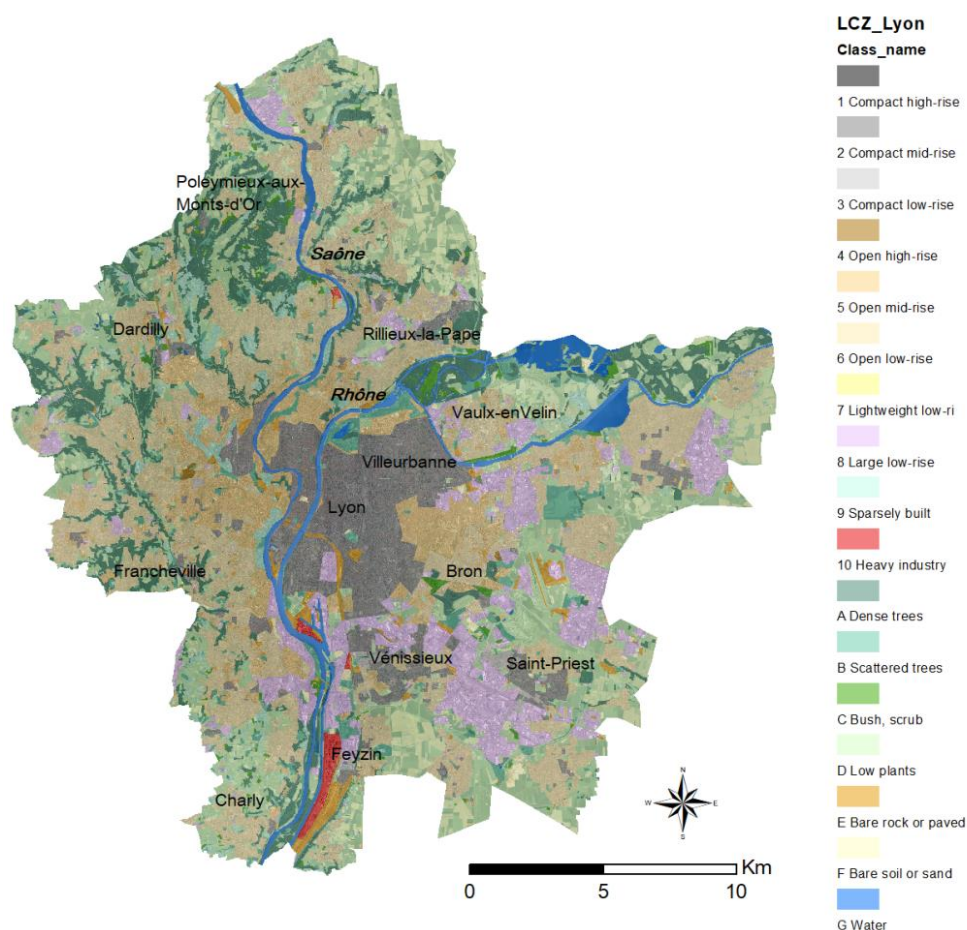 LCZ_Lyon
Class_name
1 Compact high-rise
2 Compact mid-rise
3 Compact low-rise
4 Open high-rise
5 Open mid-rise
6 Open low-rise
7 Lightweight low-ri
8 Large low-rise
9 Sparsely built
10 Heavy industry
A Dense trees
B Scattered trees
C Bush, scrub
D Low plants
E Bare rock or paved
F Bare soil or sand
G Water
Poleymieux-aux-
Monts-d'Or
Saône
Dardilly
Rillieux-la-Pape
Rhône
Vaulx-enVelin
Villeurbanne
Lyon
Francheville
Bron
Vénissieux
Saint-Priest
Feyzin
Charly
N
W E
S
Km
0 5 10